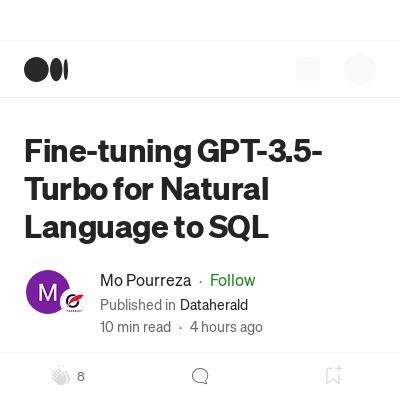 Fine-tuning GPT-3.5-
Turbo for Natural
Language to SQL
M
Mo Pourreza · Follow
Published in Dataherald
10 min read · 4 hours ago
8